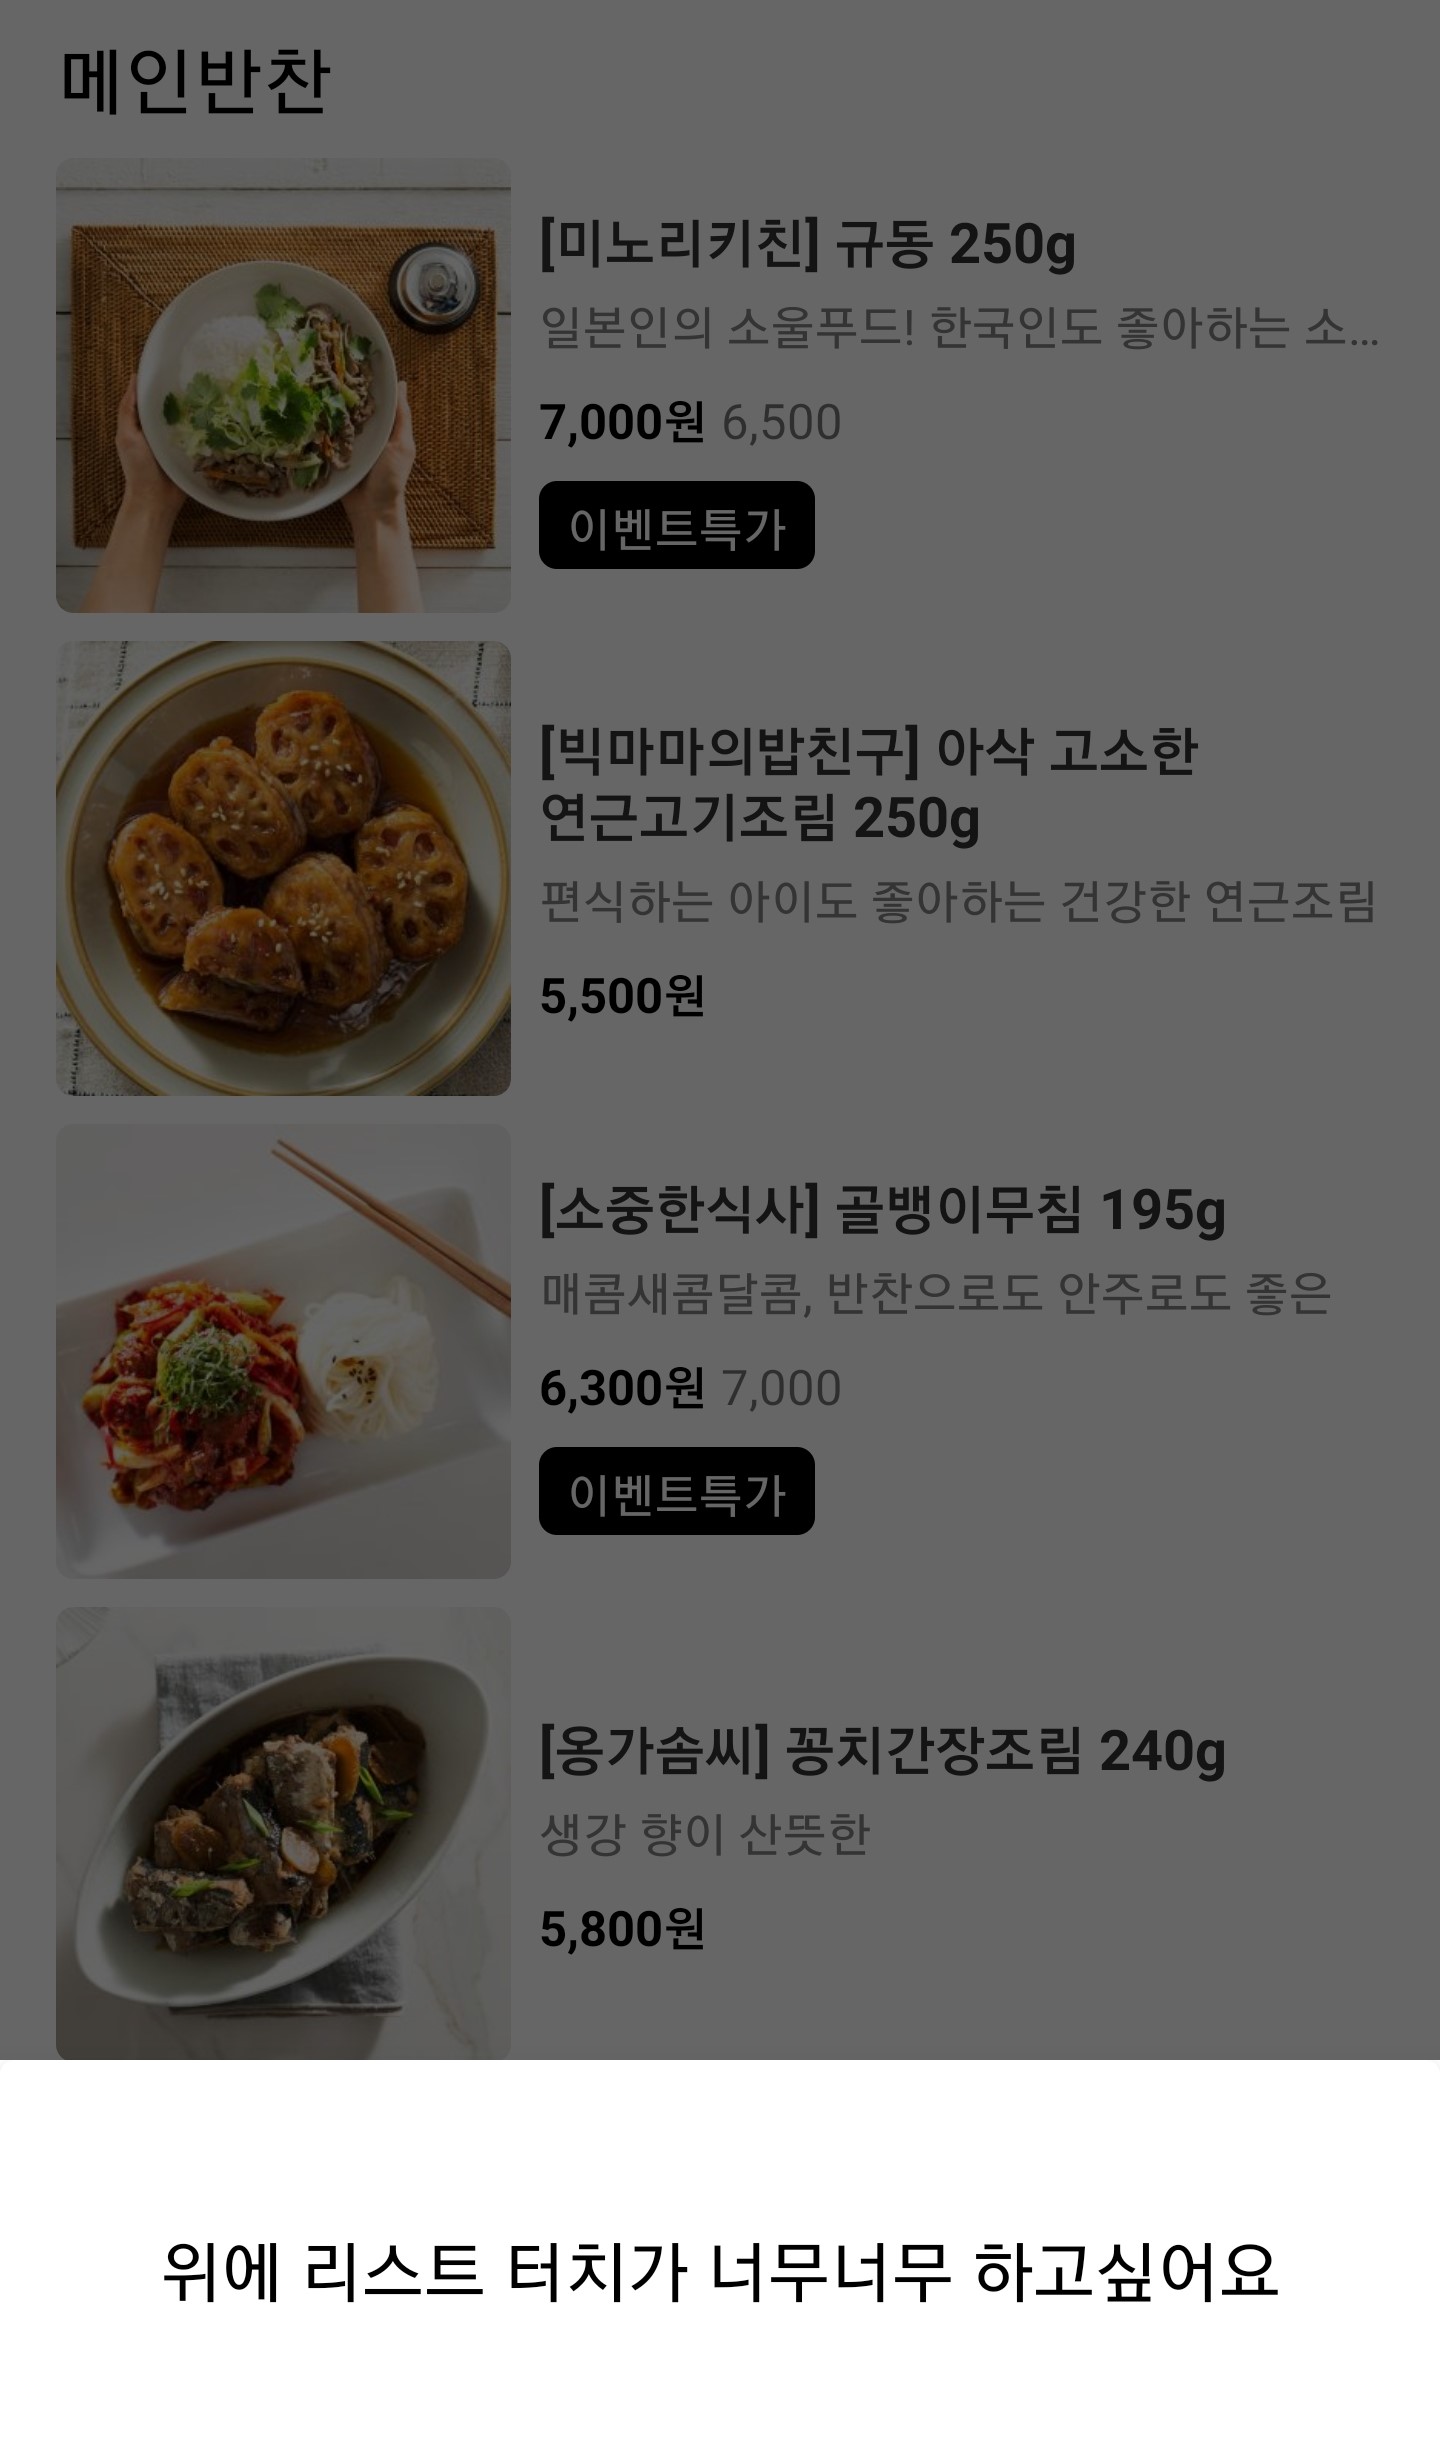 메인반찬
[미노리키친] 규동 250g
일본인의 소울푸드! 한국인도 좋아하는 소...
7,000원 6,500
이벤트특가
[빅마마의밥친구] 아삭 고소한
연근고기조림 250g
편식하는 아이도 좋아하는 건강한 연근조림
5,500원
[소중한식사] 골뱅이무침 195g
매콤새콤달콤, 반찬으로도 안주로도 좋은
6,300원 7,000
이벤트특가
[옹가솜씨] 꽁치간장조림 240g
생강 향이 산뜻한
5,800원
위에 리스트 터치가 너무너무 하고싶어요